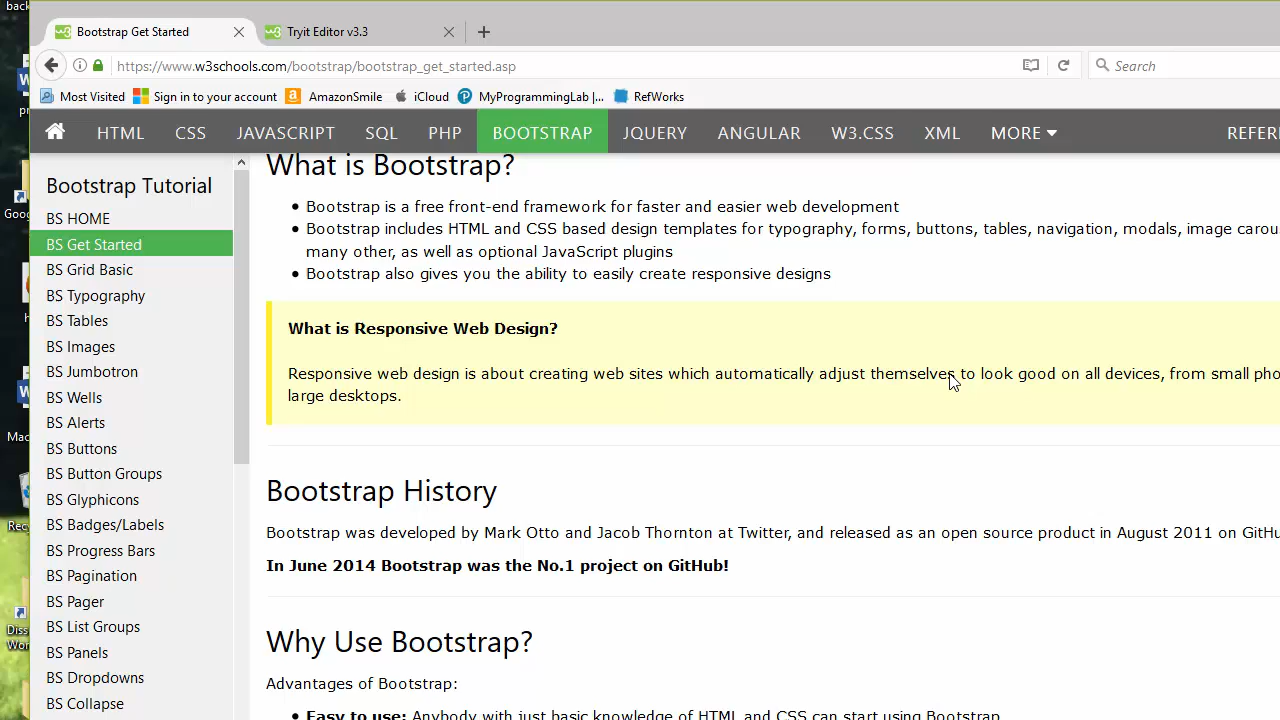 back
Bootstrap Get Started
Tryit Editor v3.3
https://www.w3schools.com/bootstrap/bootstrap_get_started.asp
Search
Most Visited
Sign in to your account
AmazonSmile
iCloud
MyProgrammingLab |...
RefWorks
HTML
CSS
JAVASCRIPT
SQL
PHP
BOOTSTRAP
JQUERY
ANGULAR
W3.CSS
XML
MORE
REFER
pr
Goog
h
Mac
Recy
Diss
Wor
Bootstrap Tutorial
BS HOME
BS Get Started
BS Grid Basic
BS Typography
BS Tables
BS Images
BS Jumbotron
BS Wells
BS Alerts
BS Buttons
BS Button Groups
BS Glyphicons
BS Badges/Labels
BS Progress Bars
BS Pagination
BS Pager
BS List Groups
BS Panels
BS Dropdowns
BS Collapse
What is Bootstrap?
Bootstrap is a free front-end framework for faster and easier web development
Bootstrap includes HTML and CSS based design templates for typography, forms, buttons, tables, navigation, modals, image carou
many other, as well as optional JavaScript plugins
Bootstrap also gives you the ability to easily create responsive designs
What is Responsive Web Design?
Responsive web design is about creating web sites which automatically adjust themselves to look good on all devices, from small pho
large desktops.
Bootstrap History
Bootstrap was developed by Mark Otto and Jacob Thornton at Twitter, and released as an open source product in August 2011 on GitHu
In June 2014 Bootstrap was the No.1 project on GitHub!
Why Use Bootstrap?
Advantages of Bootstrap:
Easy to use: Anybody with just basic knowledge of HTML and CSS can start using Bootstrap